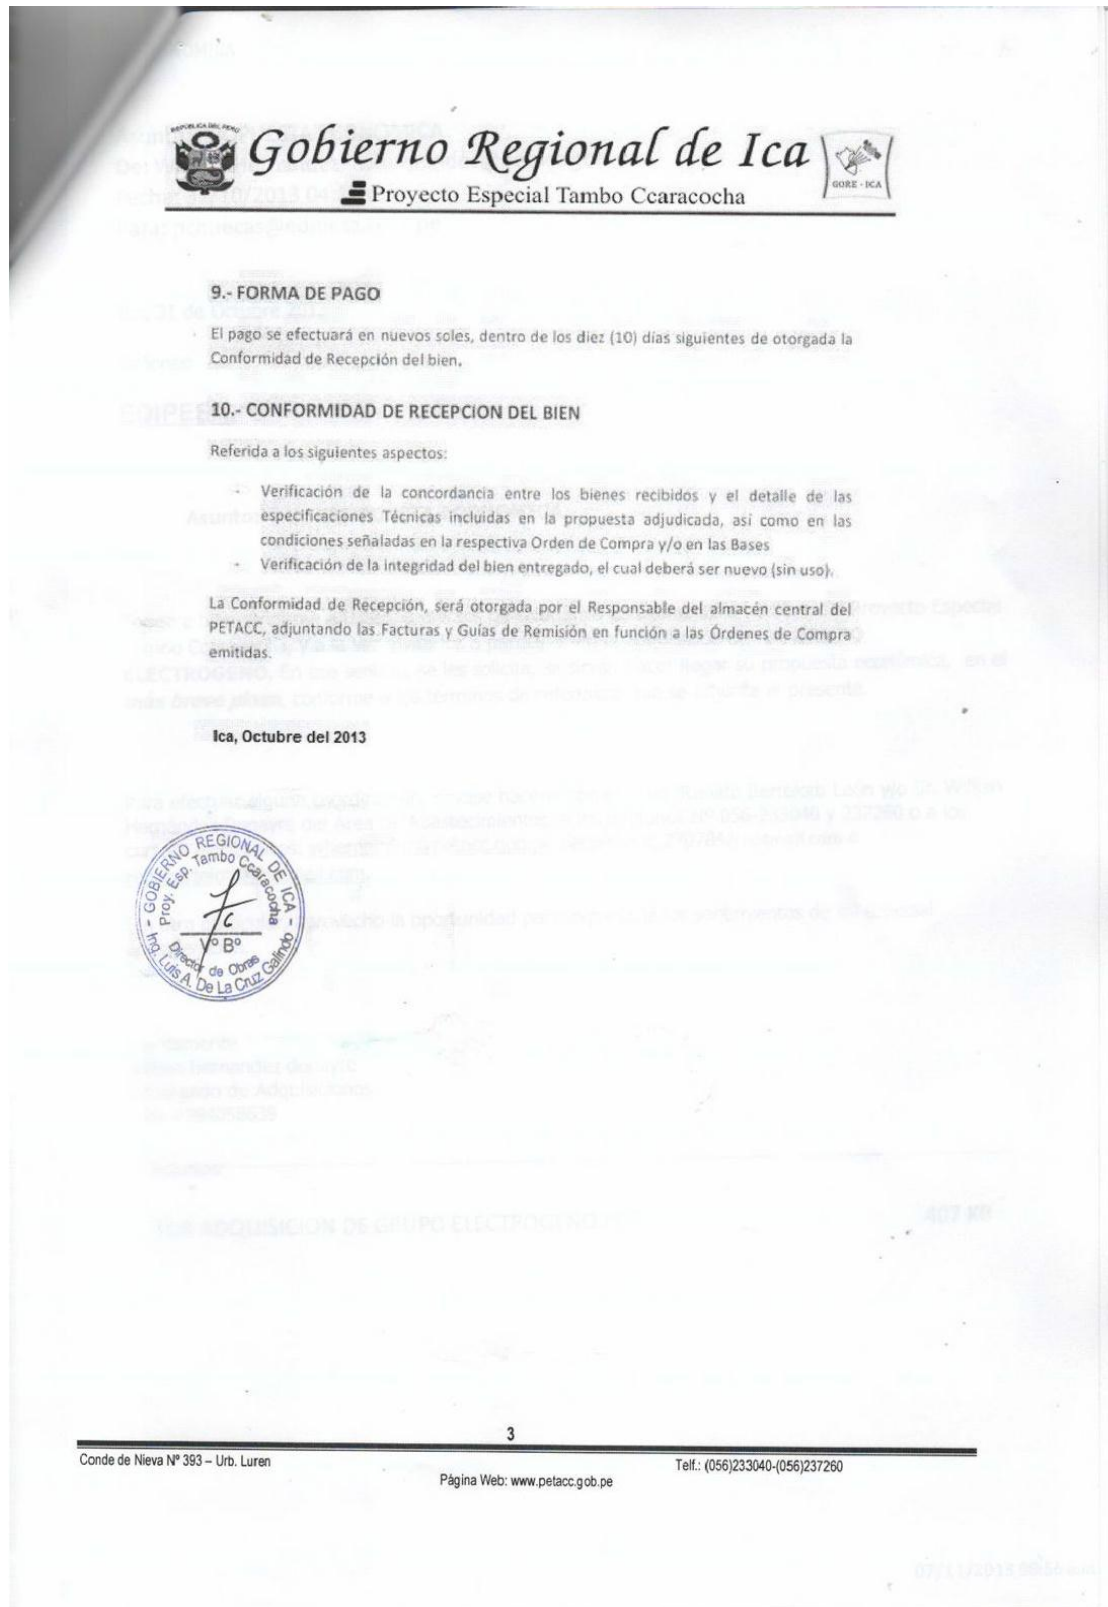 REPUBLICA DEL PERU
Gobierno Regional de Ica
Proyecto Especial Tambo Ccaracocha
GORE - ICA
9.- FORMA DE PAGO
El pago se efectuará en nuevos soles, dentro de los diez (10) días siguientes de otorgada la
Conformidad de Recepción del bien.
10.- CONFORMIDAD DE RECEPCION DEL BIEN
Referida a los siguientes aspectos:
- Verificación de la concordancia entre los bienes recibidos y el detalle de las
especificaciones Técnicas incluidas en la propuesta adjudicada, así como en las
condiciones señaladas en la respectiva Orden de Compra y/o en las Bases
- Verificación de la integridad del bien entregado, el cual deberá ser nuevo (sin uso).
La Conformidad de Recepción, será otorgada por el Responsable del almacén central del
PETACC, adjuntando las Facturas y Guías de Remisión en función a las Órdenes de Compra
emitidas.
Ica, Octubre del 2013
GOBIERNO REGIONAL DE ICA
Proy. Esp. Tambo Ccaracocha
Vº Bº
Director de Obras
Ing. Luis A. De La Cruz Galindo
3
Conde de Nieva Nº 393 – Urb. Luren
Telf.: (056)233040-(056)237260
Página Web: www.petacc.gob.pe